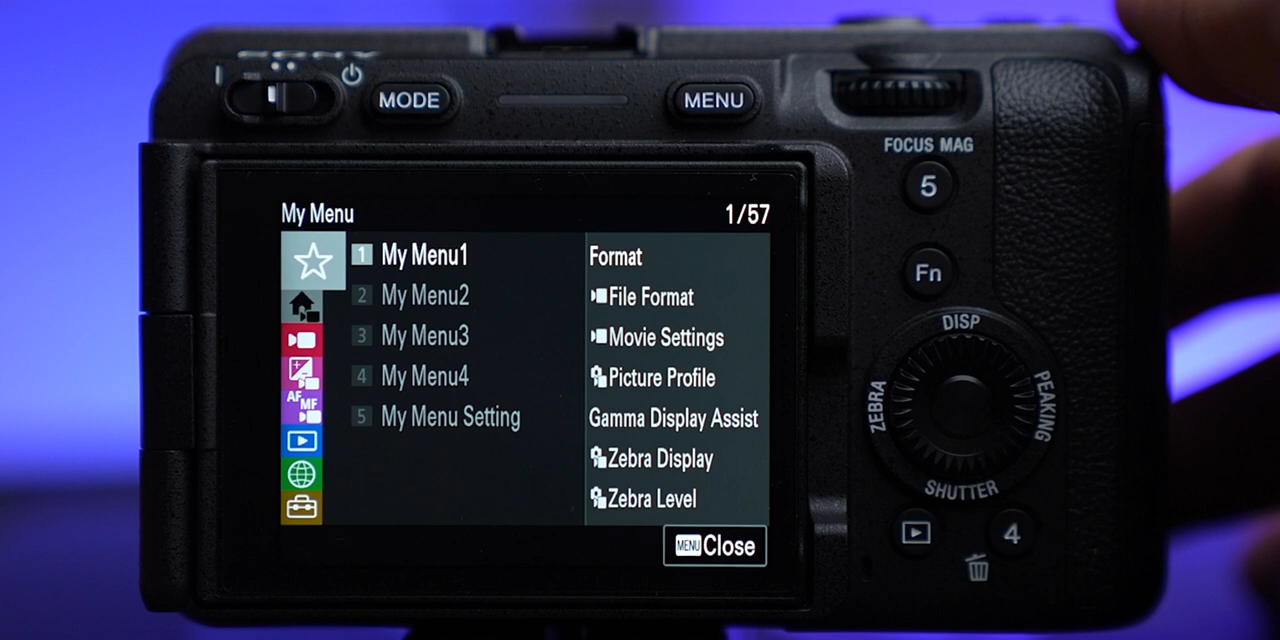 MODE
MENU
FOCUS MAG
5
My Menu 1/57
1 My Menu1 Format
2 My Menu2 File Format
3 My Menu3 Movie Settings
4 My Menu4 Picture Profile
5 My Menu Setting Gamma Display Assist
Zebra Display
Zebra Level
AF MF
MENU Close
Fn
DISP
ZEBRA
PEAKING
SHUTTER
4